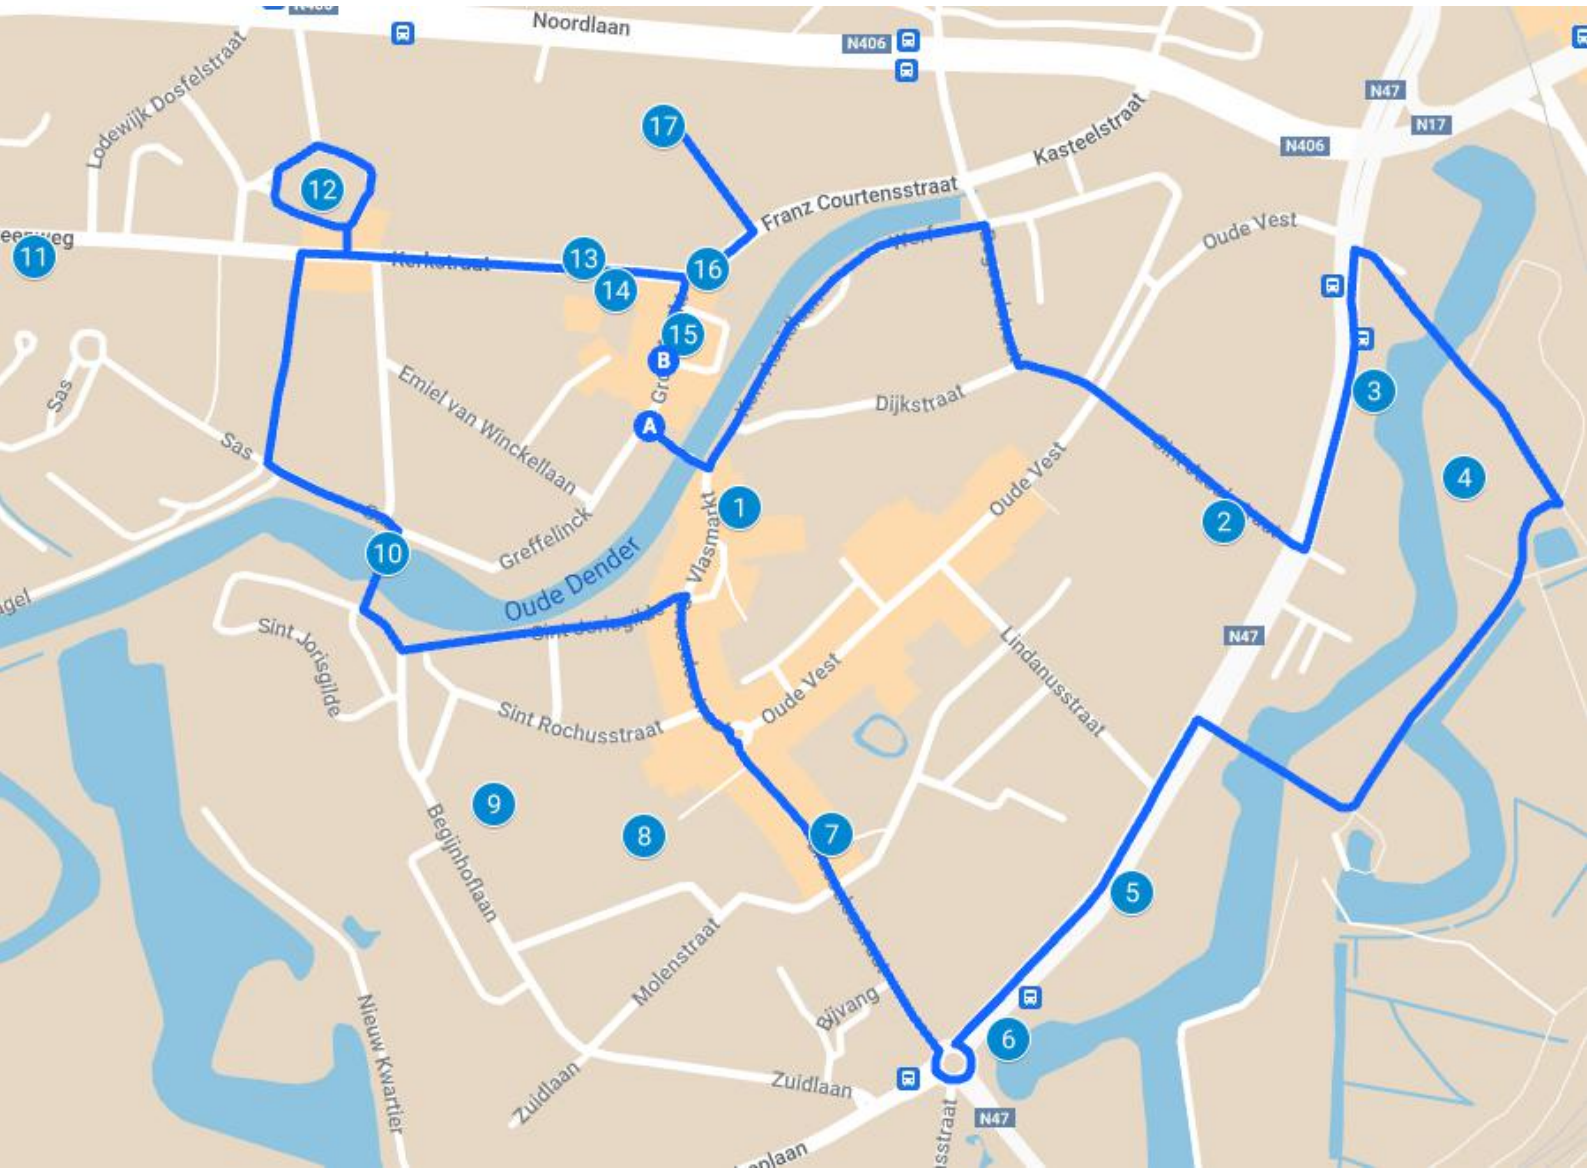 Noordlaan
N406
N47
N17
N406
Lodewijk Dosfelstraat
Kasteelstraat
17
12
Franz Courtensstraat
11
Kerkstraat
13
16
14
Oude Vest
15
B
3
Sas
Emiel van Winckellaan
A
Dijkstraat
Sas
Oude Vest
4
1
2
Vlasmarkt
10
Greffelinck
Oude Dender
Sint Jorisgilde
Sint Jorisgilde
Lindanusstraat
N47
Sint Rochusstraat
Oude Vest
9
8
7
5
Begijnhoflaan
Molenstraat
Nieuw Kwartier
Bijvang
6
Zuidlaan
Zuidlaan
N47